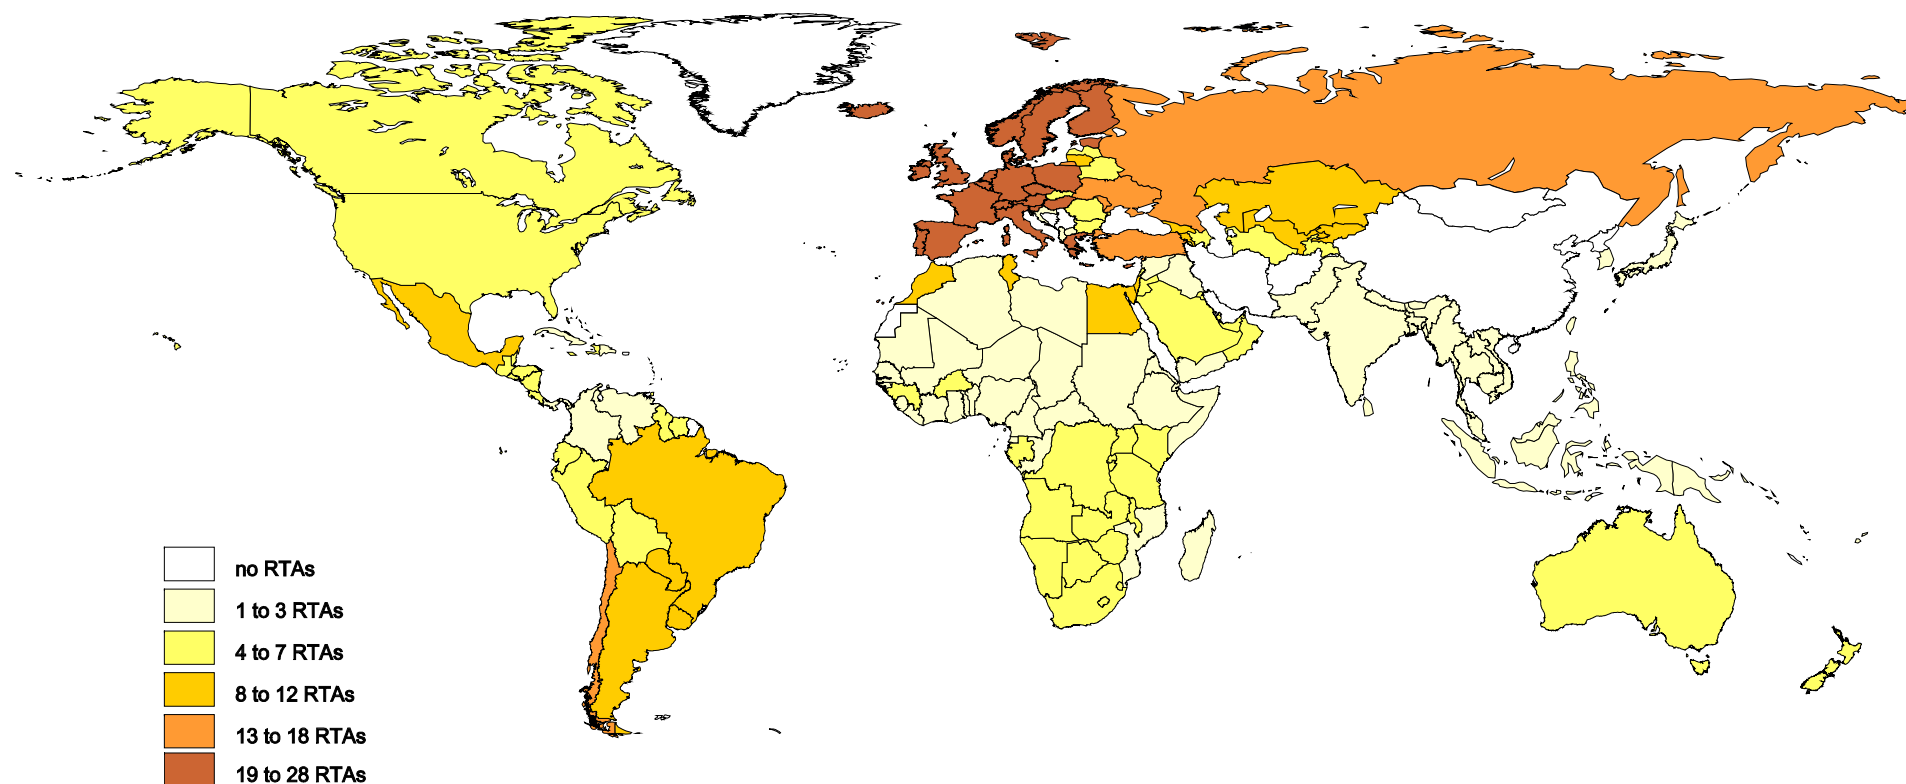 no RTAs
1 to 3 RTAs
4 to 7 RTAs
8 to 12 RTAs
13 to 18 RTAs
19 to 28 RTAs